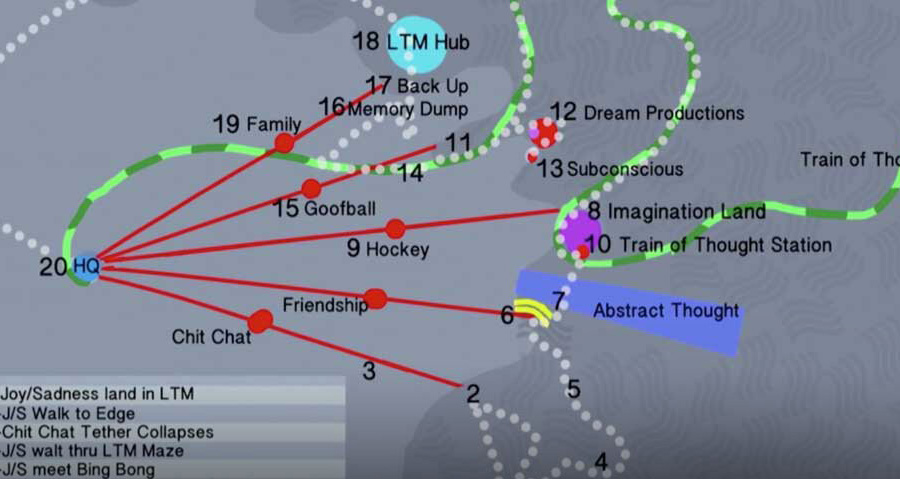 18 LTM Hub
17 Back Up
16 Memory Dump
19 Family
12 Dream Productions
11
Train of Tho
14
13 Subconscious
15 Goofball
8 Imagination Land
9 Hockey
10 Train of Thought Station
20 HQ
Friendship
6
7
Abstract Thought
Chit Chat
3
2
5
4
Joy/Sadness land in LTM
-J/S Walk to Edge
-Chit Chat Tether Collapses
-J/S walt thru LTM Maze
-J/S meet Bing Bong